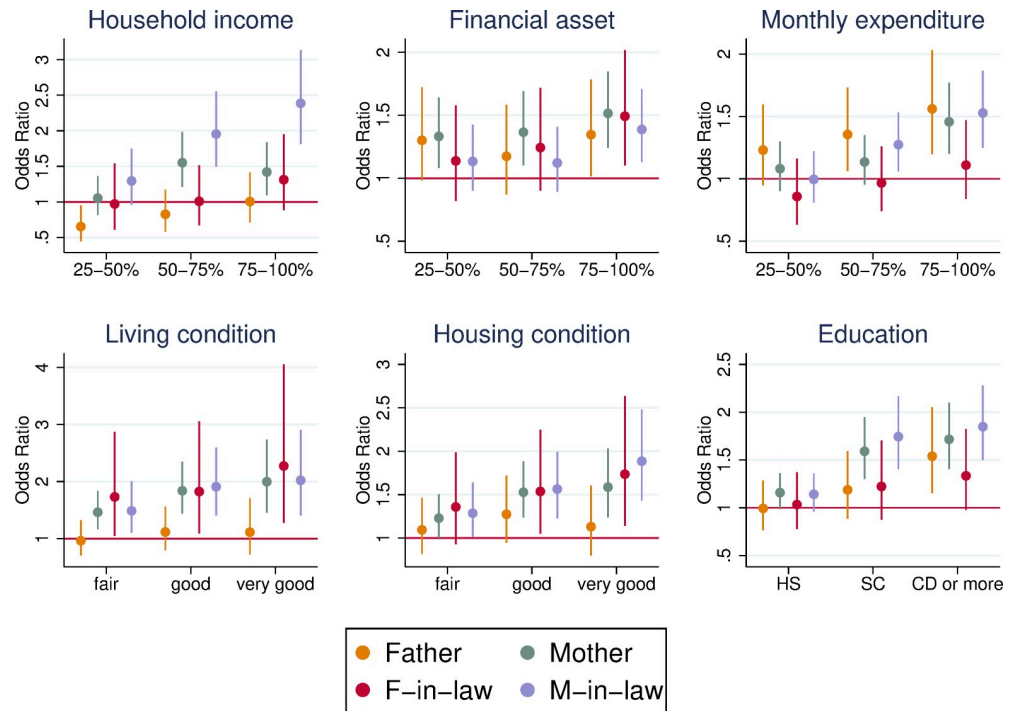 Household income
Financial asset
Monthly expenditure
Odds Ratio
3
2.5
2
1.5
1
.5
25–50%
50–75%
75–100%
Odds Ratio
2
1.5
1
.5
25–50%
50–75%
75–100%
Odds Ratio
2
1.5
1
.5
25–50%
50–75%
75–100%
Living condition
Housing condition
Education
Odds Ratio
4
3
2
1
fair
good
very good
Odds Ratio
3
2.5
2
1.5
1
fair
good
very good
Odds Ratio
2.5
2
1.5
1
.5
HS
SC
CD or more
Father
Mother
F–in–law
M–in–law